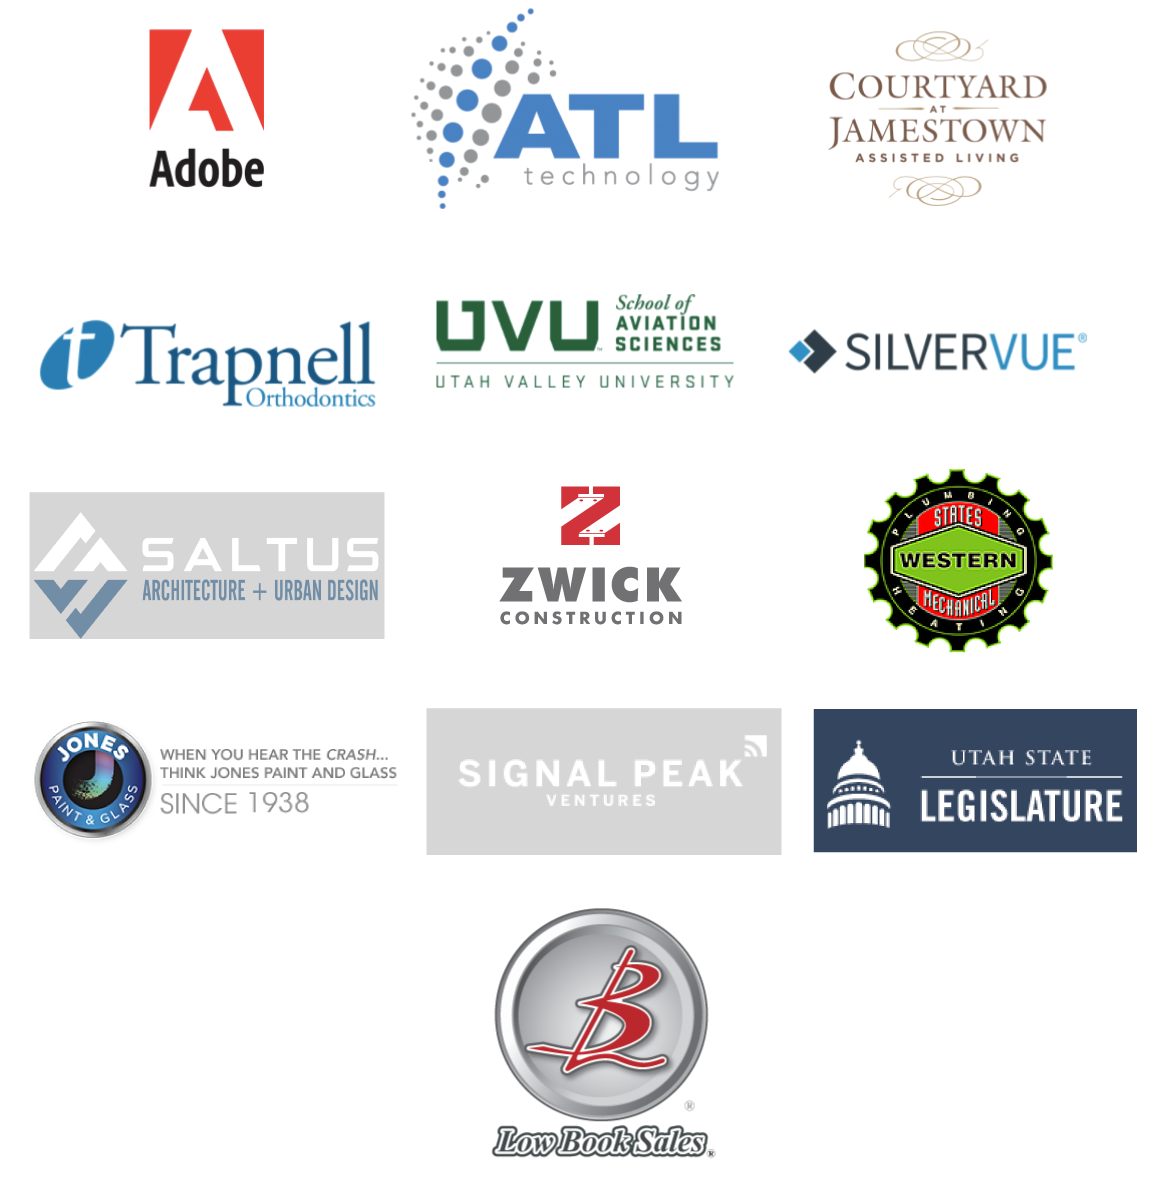 Adobe
ATL
technology
COURTYARD
AT
JAMESTOWN
ASSISTED LIVING
t Trapnell
Orthodontics
UVU School of
AVIATION
SCIENCES
UTAH VALLEY UNIVERSITY
SILVERVUE®
SALTUS
ARCHITECTURE + URBAN DESIGN
Z
ZWICK
CONSTRUCTION
PLUMBING
STATES
WESTERN
MECHANICAL
HEATING
JONES
J
PAINT & GLASS
WHEN YOU HEAR THE CRASH...
THINK JONES PAINT AND GLASS
SINCE 1938
SIGNAL PEAK
VENTURES
UTAH STATE
LEGISLATURE
LB
®
Low Book Sales®